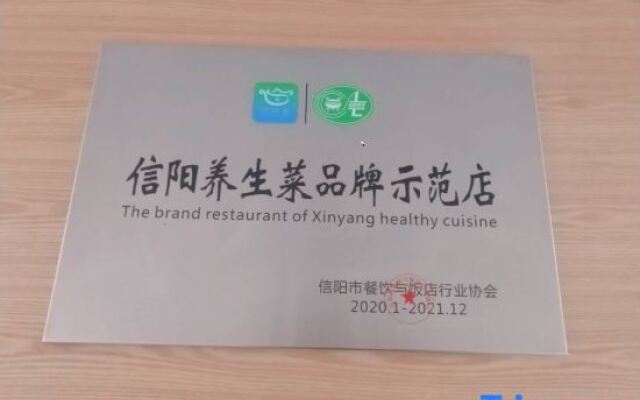 信阳养生菜品牌示范店
The brand restaurant of Xinyang healthy cuisine
信阳市餐饮与饭店行业协会
2020.1-2021.12